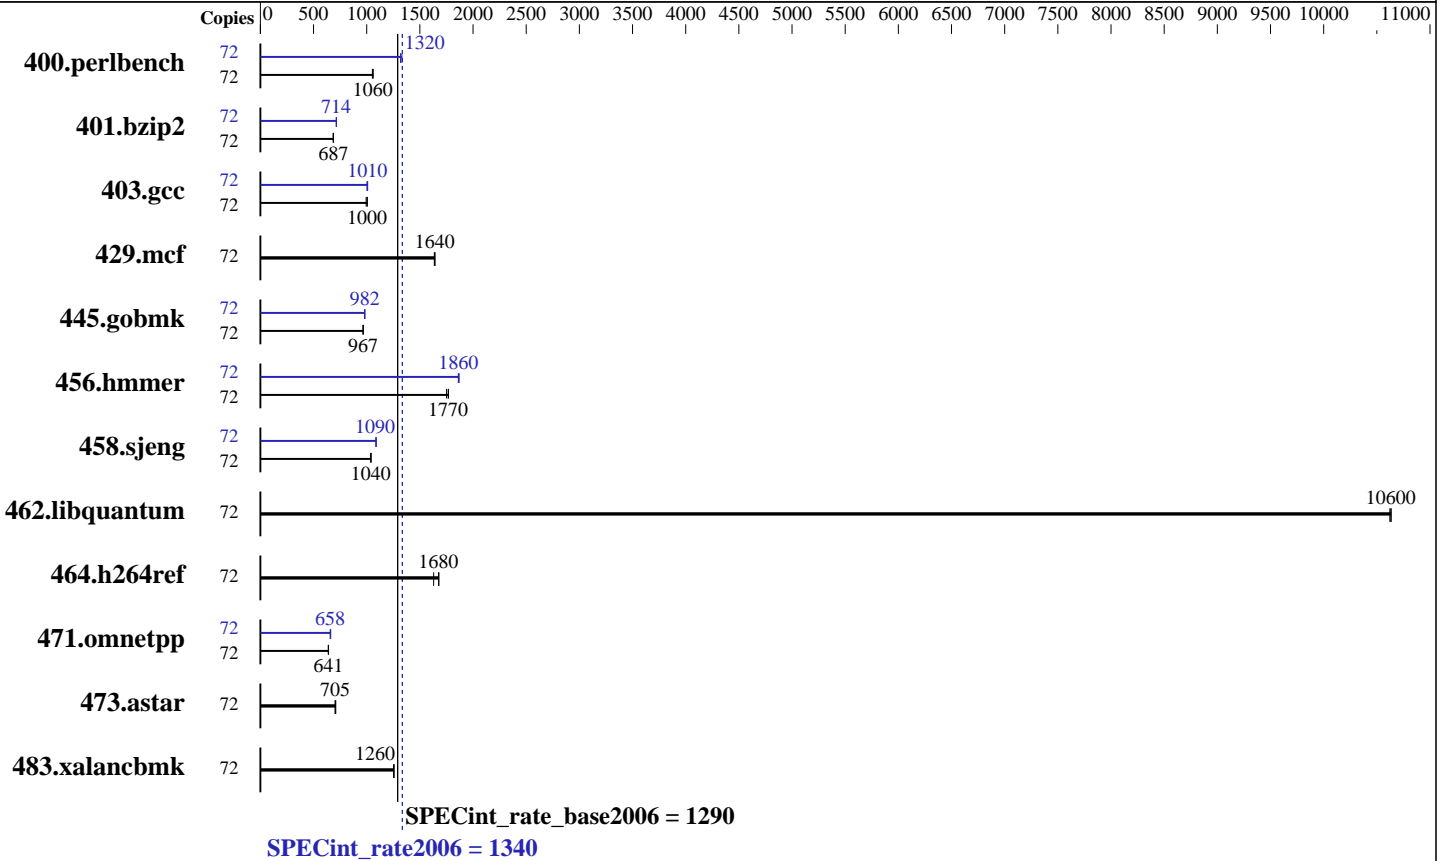 Copies 0 500 1000 1500 2000 2500 3000 3500 4000 4500 5000 5500 6000 6500 7000 7500 8000 8500 9000 9500 10000 11000
400.perlbench 72 1320
72 1060
401.bzip2 72 714
72 687
403.gcc 72 1010
72 1000
429.mcf 72 1640
445.gobmk 72 982
72 967
456.hmmer 72 1860
72 1770
458.sjeng 72 1090
72 1040
462.libquantum 72 10600
464.h264ref 72 1680
471.omnetpp 72 658
72 641
473.astar 72 705
483.xalancbmk 72 1260
SPECint_rate_base2006 = 1290
SPECint_rate2006 = 1340